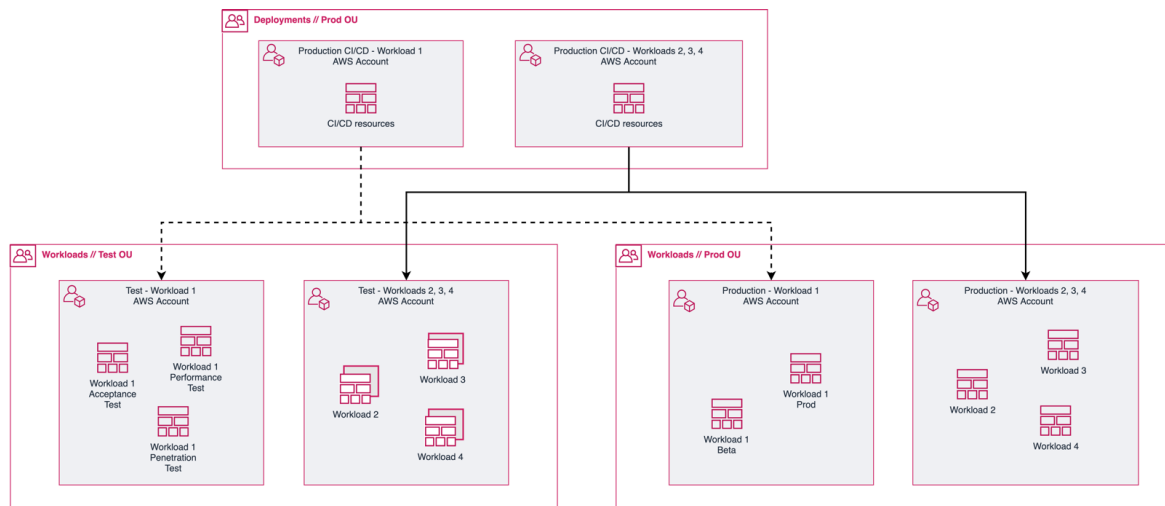 Deployments // Prod OU
Production CI/CD - Workload 1
AWS Account
CI/CD resources
Production CI/CD - Workloads 2, 3, 4
AWS Account
CI/CD resources
Workloads // Test OU
Test - Workload 1
AWS Account
Workload 1
Acceptance
Test
Workload 1
Performance
Test
Workload 1
Penetration
Test
Test - Workloads 2, 3, 4
AWS Account
Workload 2
Workload 3
Workload 4
Workloads // Prod OU
Production - Workload 1
AWS Account
Workload 1
Prod
Workload 1
Beta
Production - Workloads 2, 3, 4
AWS Account
Workload 3
Workload 2
Workload 4